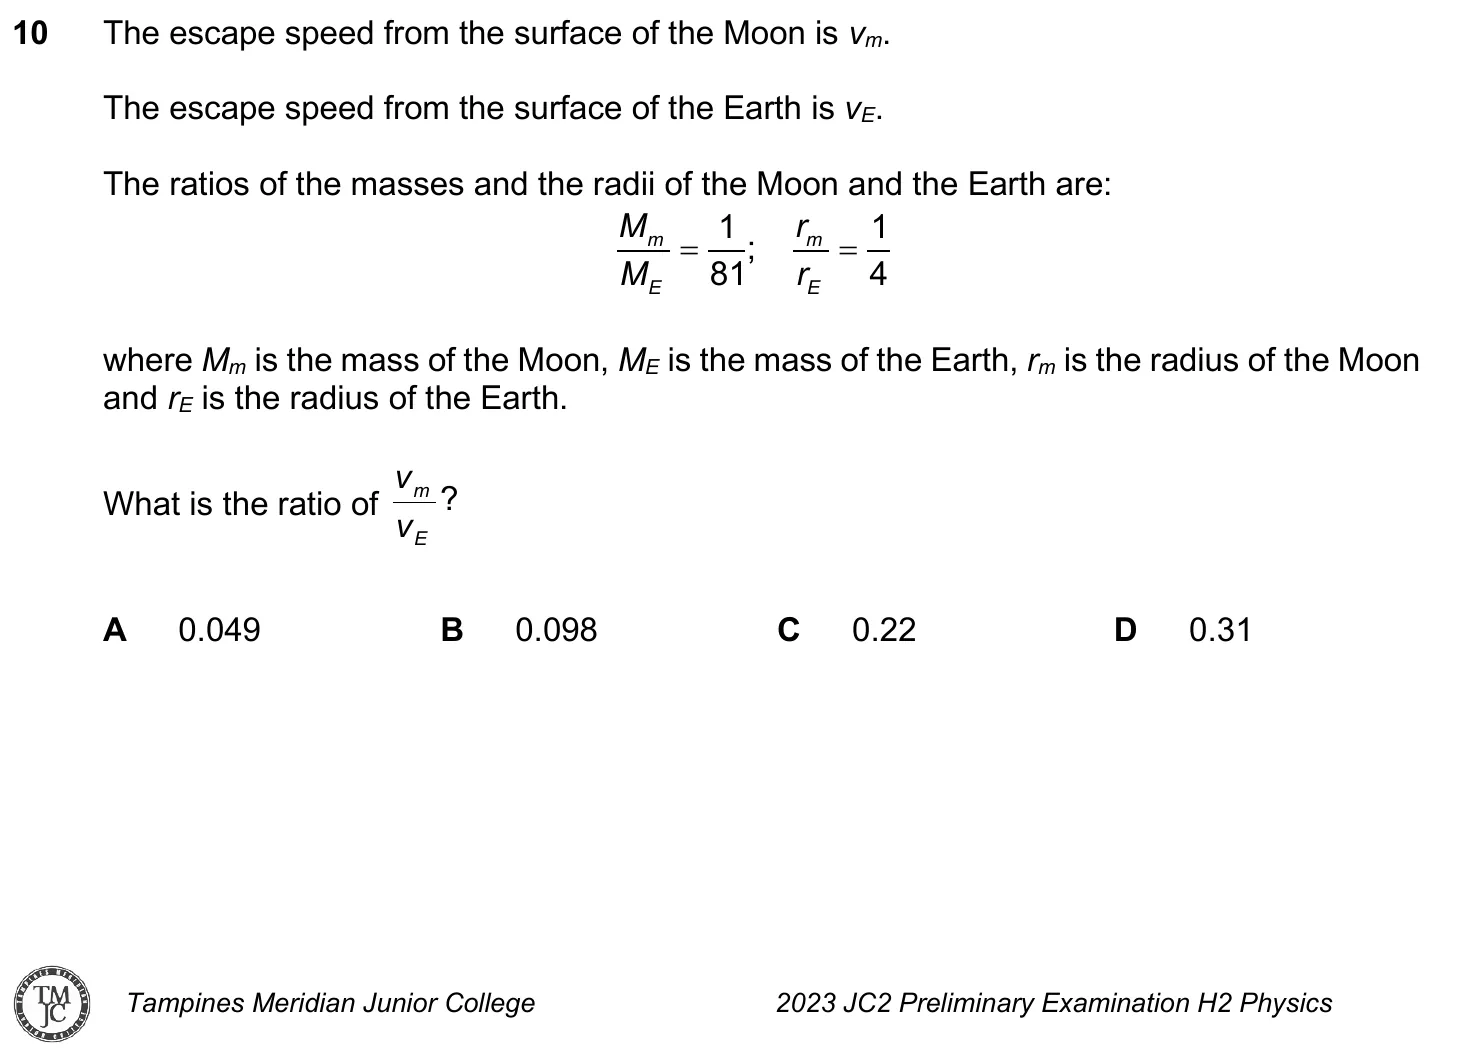 10 The escape speed from the surface of the Moon is vm.
The escape speed from the surface of the Earth is vE.
The ratios of the masses and the radii of the Moon and the Earth are:
Mm/ME = 1/81; rm/rE = 1/4
where Mm is the mass of the Moon, ME is the mass of the Earth, rm is the radius of the Moon
and rE is the radius of the Earth.
What is the ratio of vm/vE?
A 0.049 B 0.098 C 0.22 D 0.31
TM
JC
Tampines Meridian Junior College 2023 JC2 Preliminary Examination H2 Physics